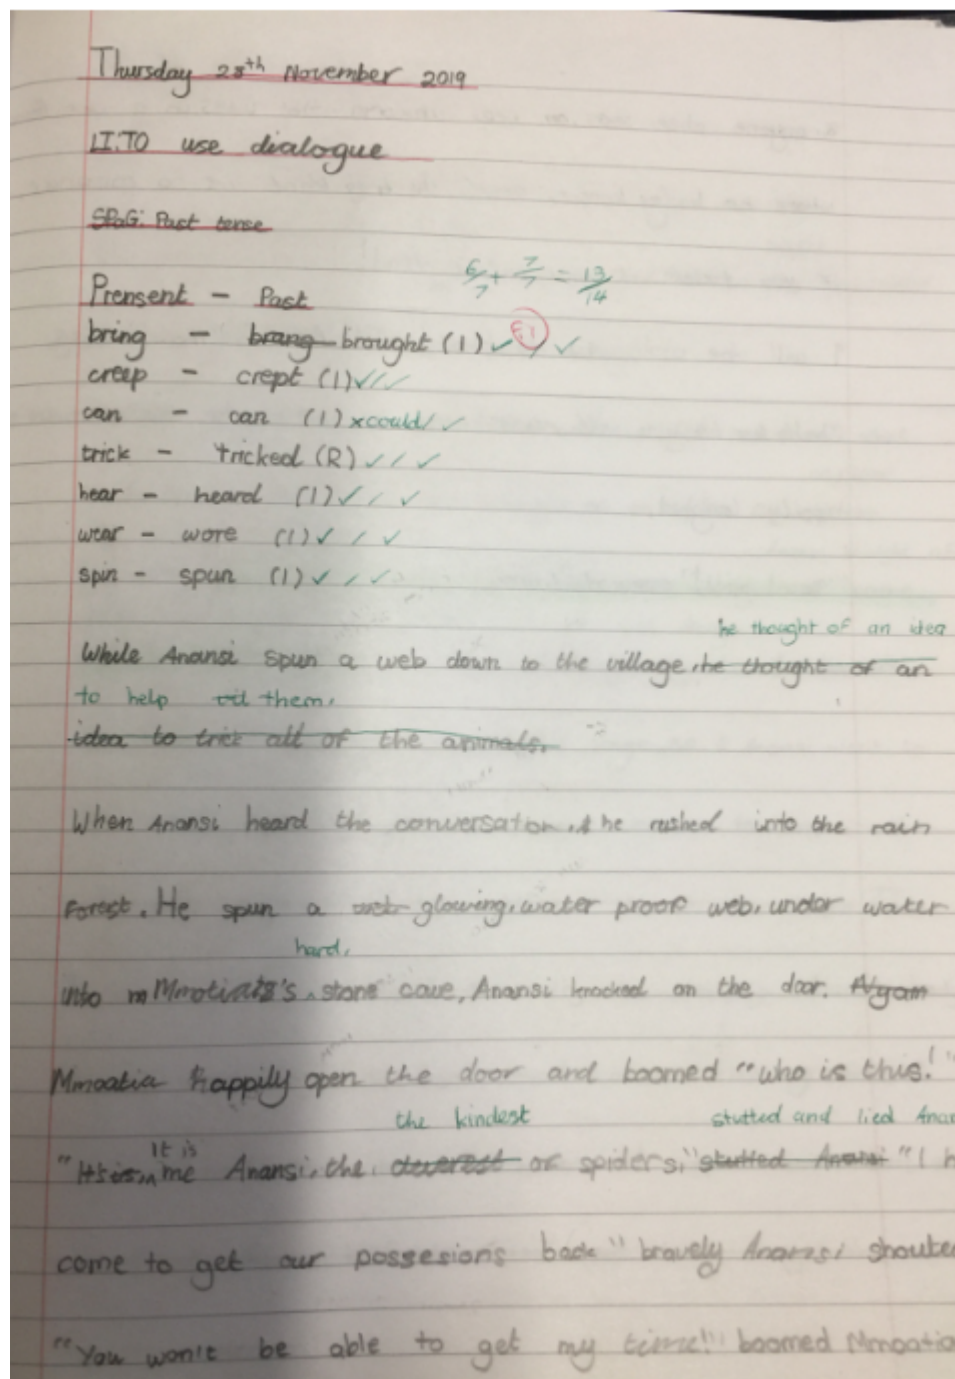 Thursday 28th November 2019
LI: TO use dialogue
SPaG: Past tense
6/7 + 7/7 = 13/14
Prensent - Past
bring - brang brought (1)
creep - crept (1)
can - can (1) x could
trick - tricked (R)
hear - heard (1)
wear - wore (1)
spin - spun (1)
he thought of an idea
While Anansi spun a web down to the village, he thought of an
to help them.
idea to trick all of the animals.
When Anansi heard the conversation, he rushed into the rain
Forest. He spun a web glowing, water proof web, under water
hard,
into Mmotia's stone cave, Anansi knocked on the door.
Mmoatia happily open the door and boomed "who is this!"
the kindest stutted and lied
It is
"me Anansi, the cleverest of spiders," stutted Anansi "I
come to get our possesions back" bravely Anansi
"You won't be able to get my time!" boomed